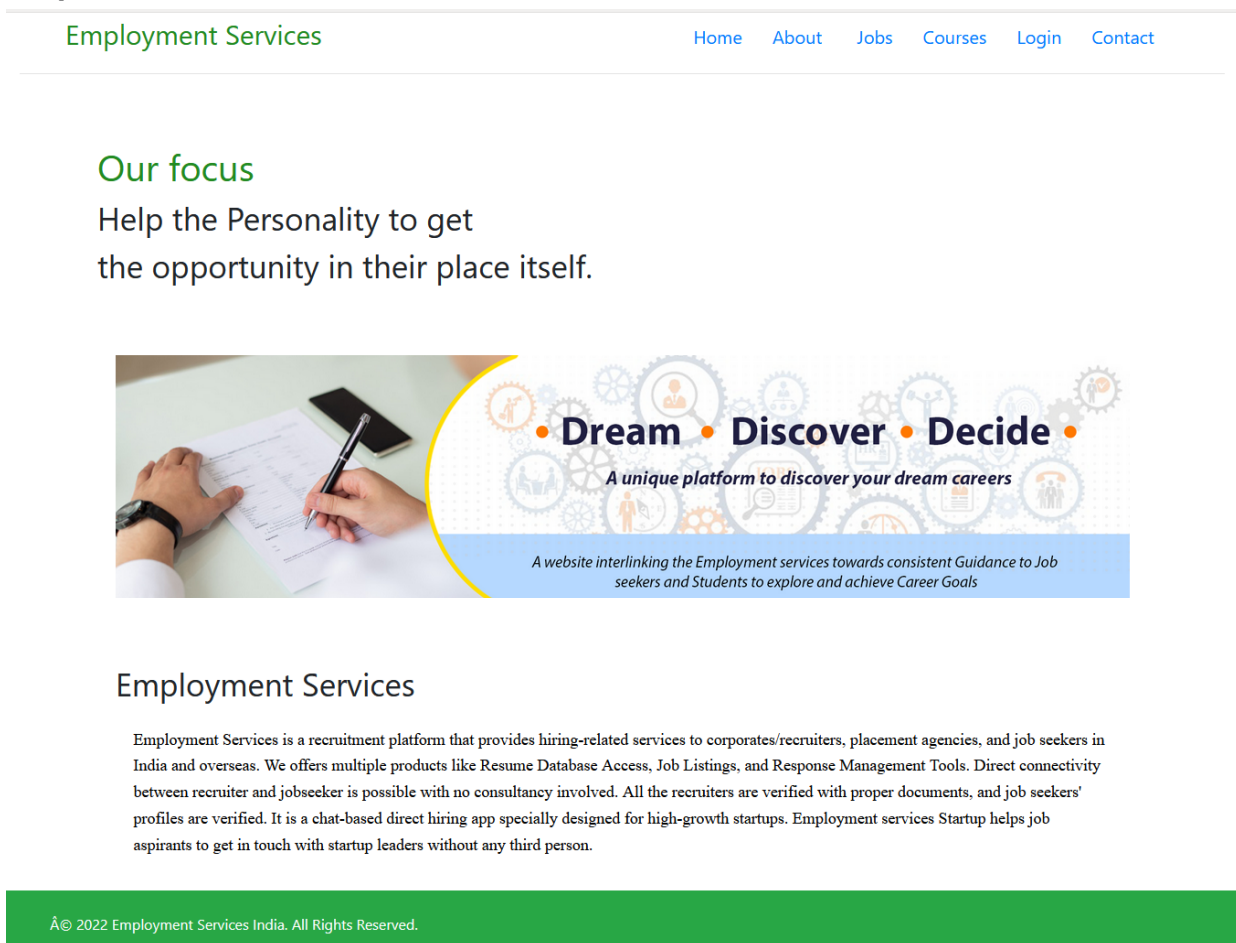 Employment Services
Home About Jobs Courses Login Contact
Our focus
Help the Personality to get
the opportunity in their place itself.
• Dream • Discover • Decide •
A unique platform to discover your dream careers
A website interlinking the Employment services towards consistent Guidance to Job
seekers and Students to explore and achieve Career Goals
Employment Services
Employment Services is a recruitment platform that provides hiring-related services to corporates/recruiters, placement agencies, and job seekers in
India and overseas. We offers multiple products like Resume Database Access, Job Listings, and Response Management Tools. Direct connectivity
between recruiter and jobseeker is possible with no consultancy involved. All the recruiters are verified with proper documents, and job seekers'
profiles are verified. It is a chat-based direct hiring app specially designed for high-growth startups. Employment services Startup helps job
aspirants to get in touch with startup leaders without any third person.
Â© 2022 Employment Services India. All Rights Reserved.